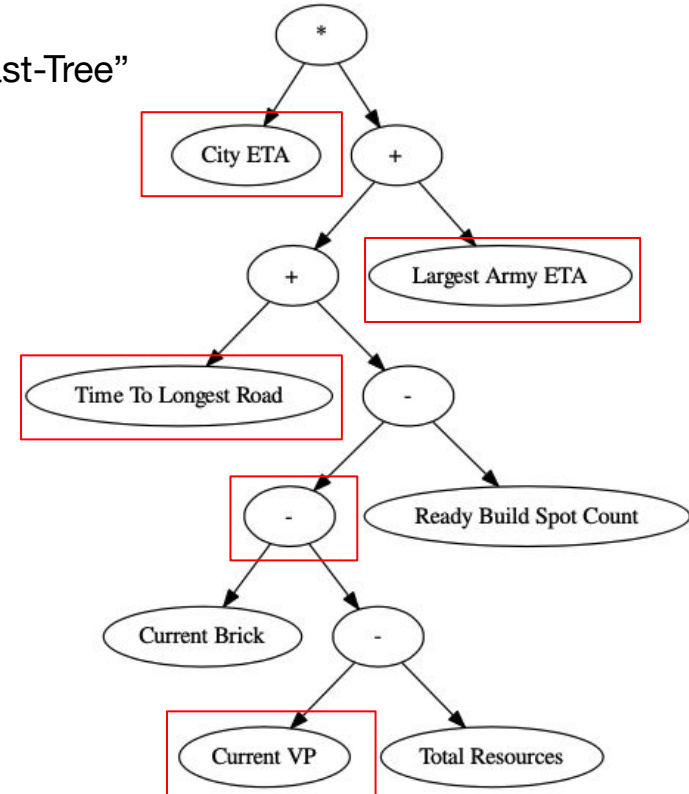 *
st-Tree”
City ETA
+
+
Largest Army ETA
Time To Longest Road
-
-
Ready Build Spot Count
Current Brick
-
Current VP
Total Resources